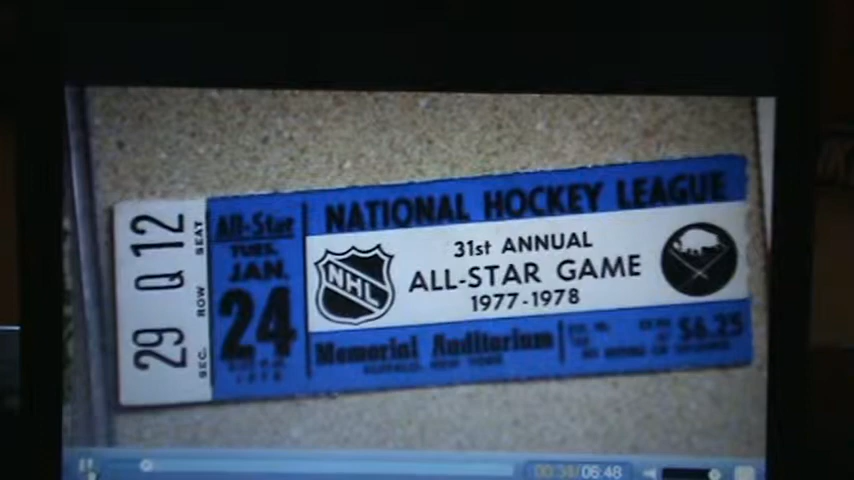 29 Q 12
SEC. ROW SEAT
All-Star
TUES.
JAN.
24
NATIONAL HOCKEY LEAGUE
NHL
31st ANNUAL
ALL-STAR GAME
1977-1978
Memorial Auditorium
BUFFALO, NEW YORK
$6.25
00:34/06:48